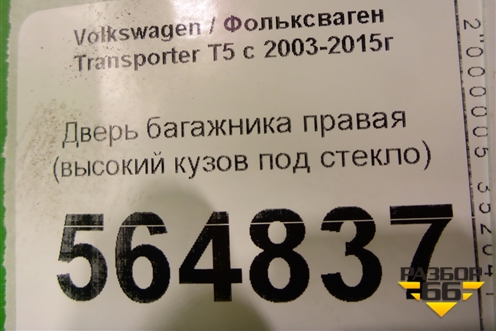 Volkswagen / Фольксваген
Transporter T5 с 2003-2015г
Дверь багажника правая
(высокий кузов под стекло)
564837
РАЗБОР
66